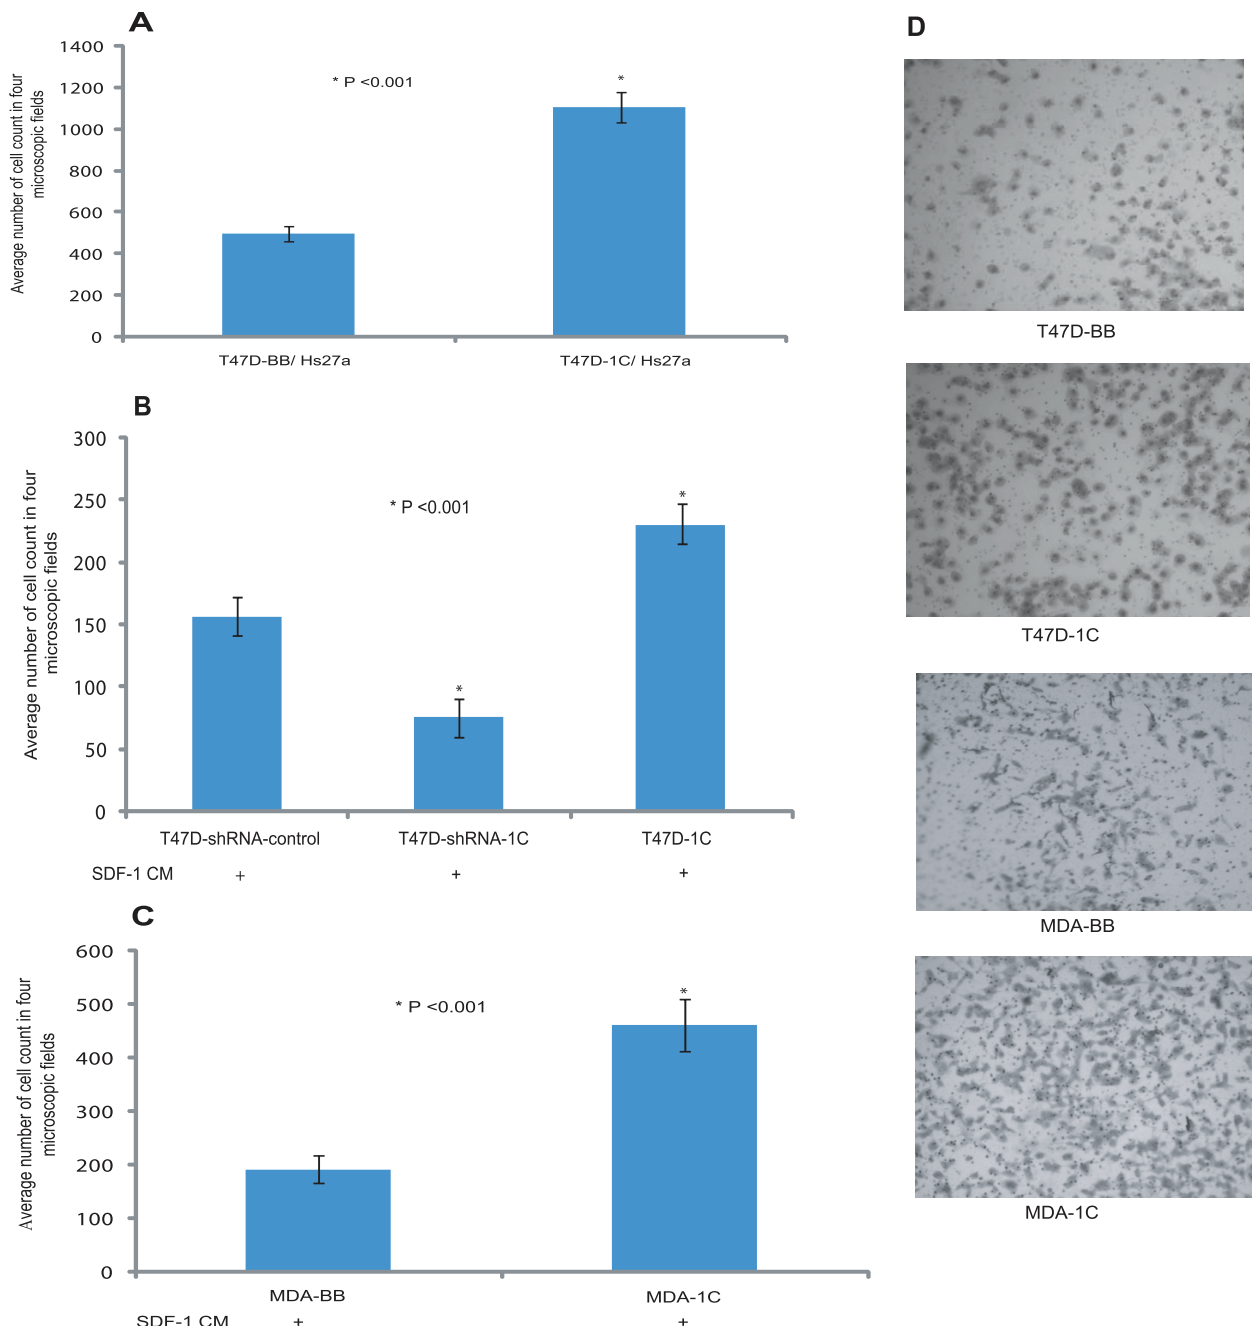 A
1400
1200
1000
800
600
400
200
0
Average number of cell count in four
microscopic fields
* P <0.001
*
T47D-BB/ Hs27a
T47D-1C/ Hs27a
B
300
250
200
150
100
50
0
Average number of cell count in four
microscopic fields
* P <0.001
*
*
T47D-shRNA-control
T47D-shRNA-1C
T47D-1C
SDF-1 CM + + +
C
600
500
400
300
200
100
0
Average number of cell count in four
microscopic fields
* P <0.001
*
MDA-BB
MDA-1C
SDF-1 CM + +
D
T47D-BB
T47D-1C
MDA-BB
MDA-1C